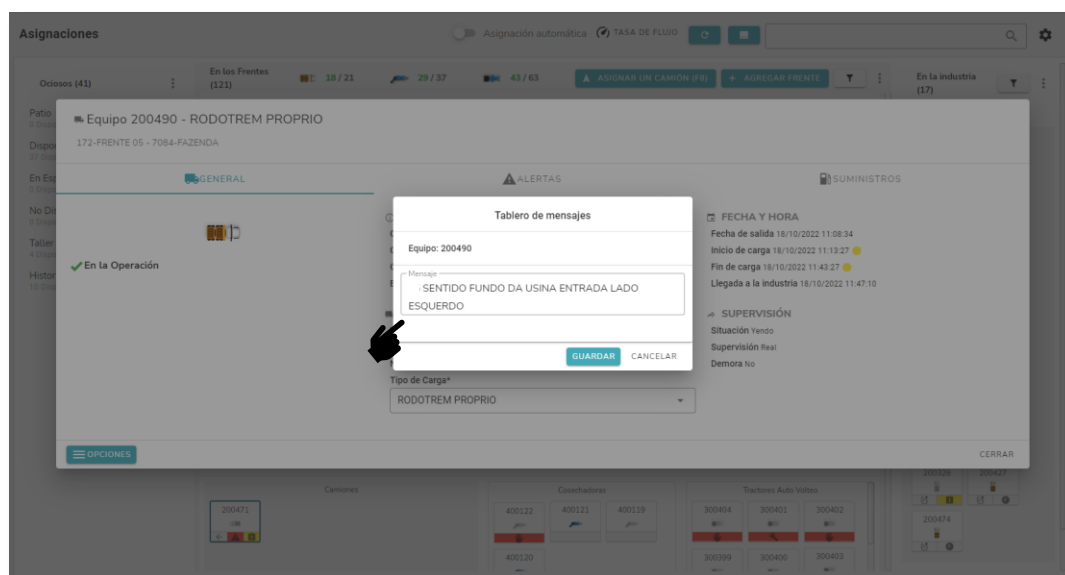 Asignaciones
Asignación automática
TASA DE FLUJO
Ociosos (41)
En los Frentes
(121)
18 / 21
29 / 37
43 / 63
ASIGNAR UN CAMIÓN (F8)
+ AGREGAR FRENTE
En la industria
(17)
Patio
Equipo 200490 - RODOTREM PROPRIO
172-FRENTE 05 - 7084-FAZENDA
En
No
Taller
GENERAL
ALERTAS
SUMINISTROS
En la Operación
Tablero de mensajes
Equipo: 200490
Mensaje
SENTIDO FUNDO DA USINA ENTRADA LADO
ESQUERDO
GUARDAR
CANCELAR
FECHA Y HORA
Fecha de salida 18/10/2022 11:08:34
Inicio de carga 18/10/2022 11:13:27
Fin de carga 18/10/2022 11:43:27
Llegada a la industria 18/10/2022 11:47:10
SUPERVISIÓN
Situación Yendo
Supervisión Real
Demora No
Tipo de Carga*
RODOTREM PROPRIO
OPCIONES
CERRAR
Camiones
Cosechadoras
Tractores Auto Volteo
200471
400122
400121
400119
300404
300401
300402
400120
300399
300400
300403
200328
200427
200474